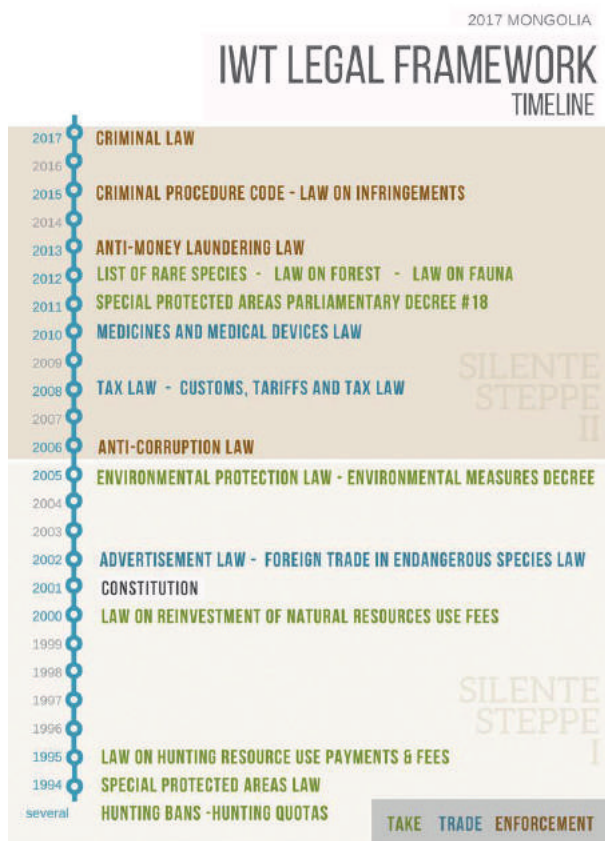 2017 MONGOLIA
IWT LEGAL FRAMEWORK
TIMELINE
2017 CRIMINAL LAW
2016
2015 CRIMINAL PROCEDURE CODE - LAW ON INFRINGEMENTS
2014
2013 ANTI-MONEY LAUNDERING LAW
2012 LIST OF RARE SPECIES - LAW ON FOREST - LAW ON FAUNA
2011 SPECIAL PROTECTED AREAS PARLIAMENTARY DECREE #18
2010 MEDICINES AND MEDICAL DEVICES LAW
2009
SILENTE
2008 TAX LAW - CUSTOMS, TARIFFS AND TAX LAW
STEPPE
2007
II
2006 ANTI-CORRUPTION LAW
2005 ENVIRONMENTAL PROTECTION LAW - ENVIRONMENTAL MEASURES DECREE
2004
2003
2002 ADVERTISEMENT LAW - FOREIGN TRADE IN ENDANGEROUS SPECIES LAW
2001 CONSTITUTION
2000 LAW ON REINVESTMENT OF NATURAL RESOURCES USE FEES
1999
1998
1997
SILENTE
1996
STEPPE
I
1995 LAW ON HUNTING RESOURCE USE PAYMENTS & FEES
1994 SPECIAL PROTECTED AREAS LAW
several HUNTING BANS -HUNTING QUOTAS
TAKE TRADE ENFORCEMENT